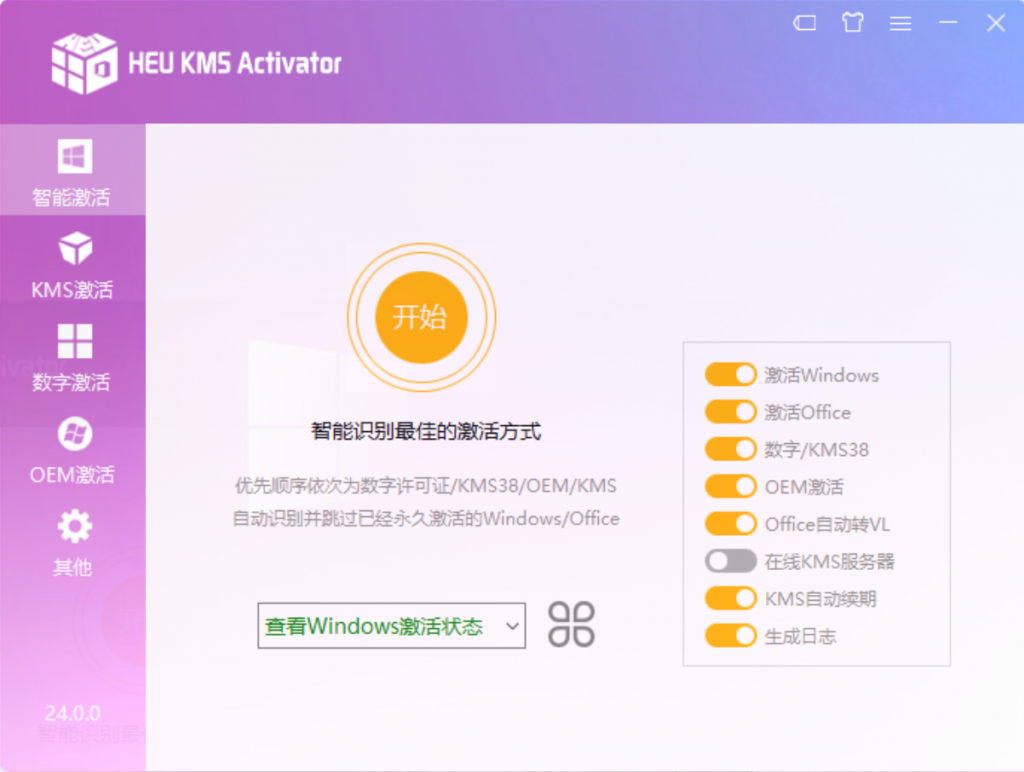 HEU KMS Activator
智能激活
KMS激活
数字激活
OEM激活
其他
24.0.0
开始
智能识别最佳的激活方式
优先顺序依次为数字许可证/KMS38/OEM/KMS
自动识别并跳过已经永久激活的Windows/Office
查看Windows激活状态
激活Windows
激活Office
数字/KMS38
OEM激活
Office自动转VL
在线KMS服务器
KMS自动续期
生成日志